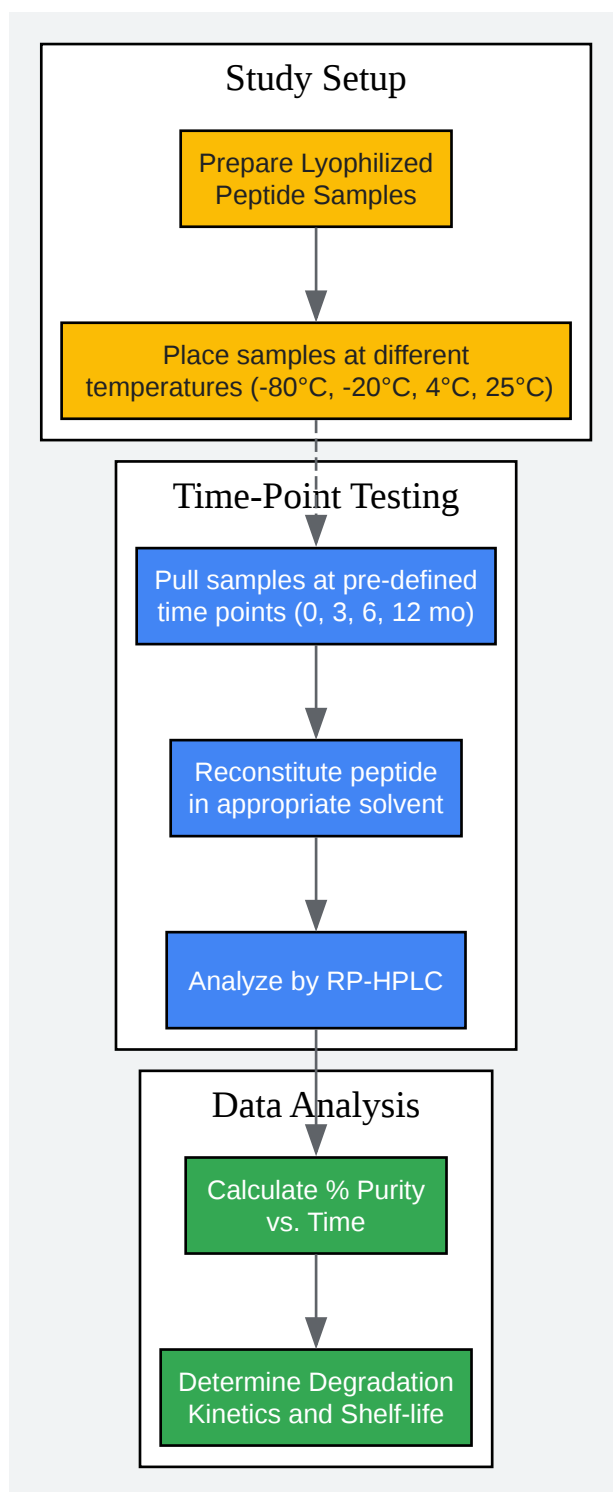 Study Setup
Prepare Lyophilized
Peptide Samples
Place samples at different
temperatures (-80°C, -20°C, 4°C, 25°C)
Time-Point Testing
Pull samples at pre-defined
time points (0, 3, 6, 12 mo)
Reconstitute peptide
in appropriate solvent
Analyze by RP-HPLC
Data Analysis
Calculate % Purity
vs. Time
Determine Degradation
Kinetics and Shelf-life